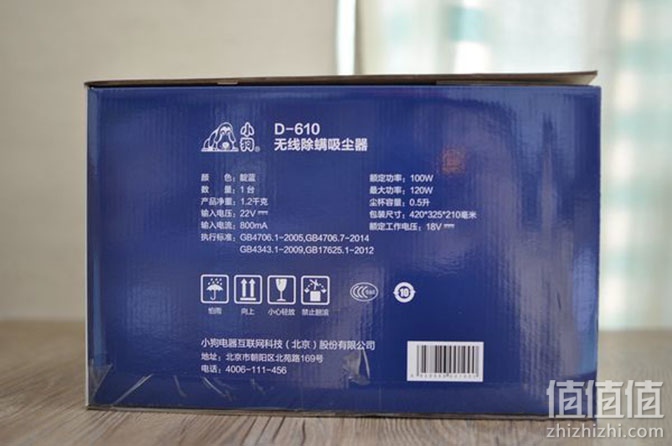 小狗
D-610
无线除螨吸尘器
颜 色：靛蓝
数 量：1台
产品净重：1.2千克
输入电压：22V
输入电流：800mA
执行标准：GB4706.1-2005,GB4706.7-2014
GB4343.1-2009,GB17625.1-2012
额定功率：100W
最大功率：120W
尘杯容量：0.5升
包装尺寸：420*325*210毫米
额定工作电压：18V
怕雨
向上
小心轻放
禁止翻滚
10
小狗电器互联网科技（北京）股份有限公司
地址：北京市朝阳区北苑路169号
电话：4006-111-456
值值值
zhizhizhi.com